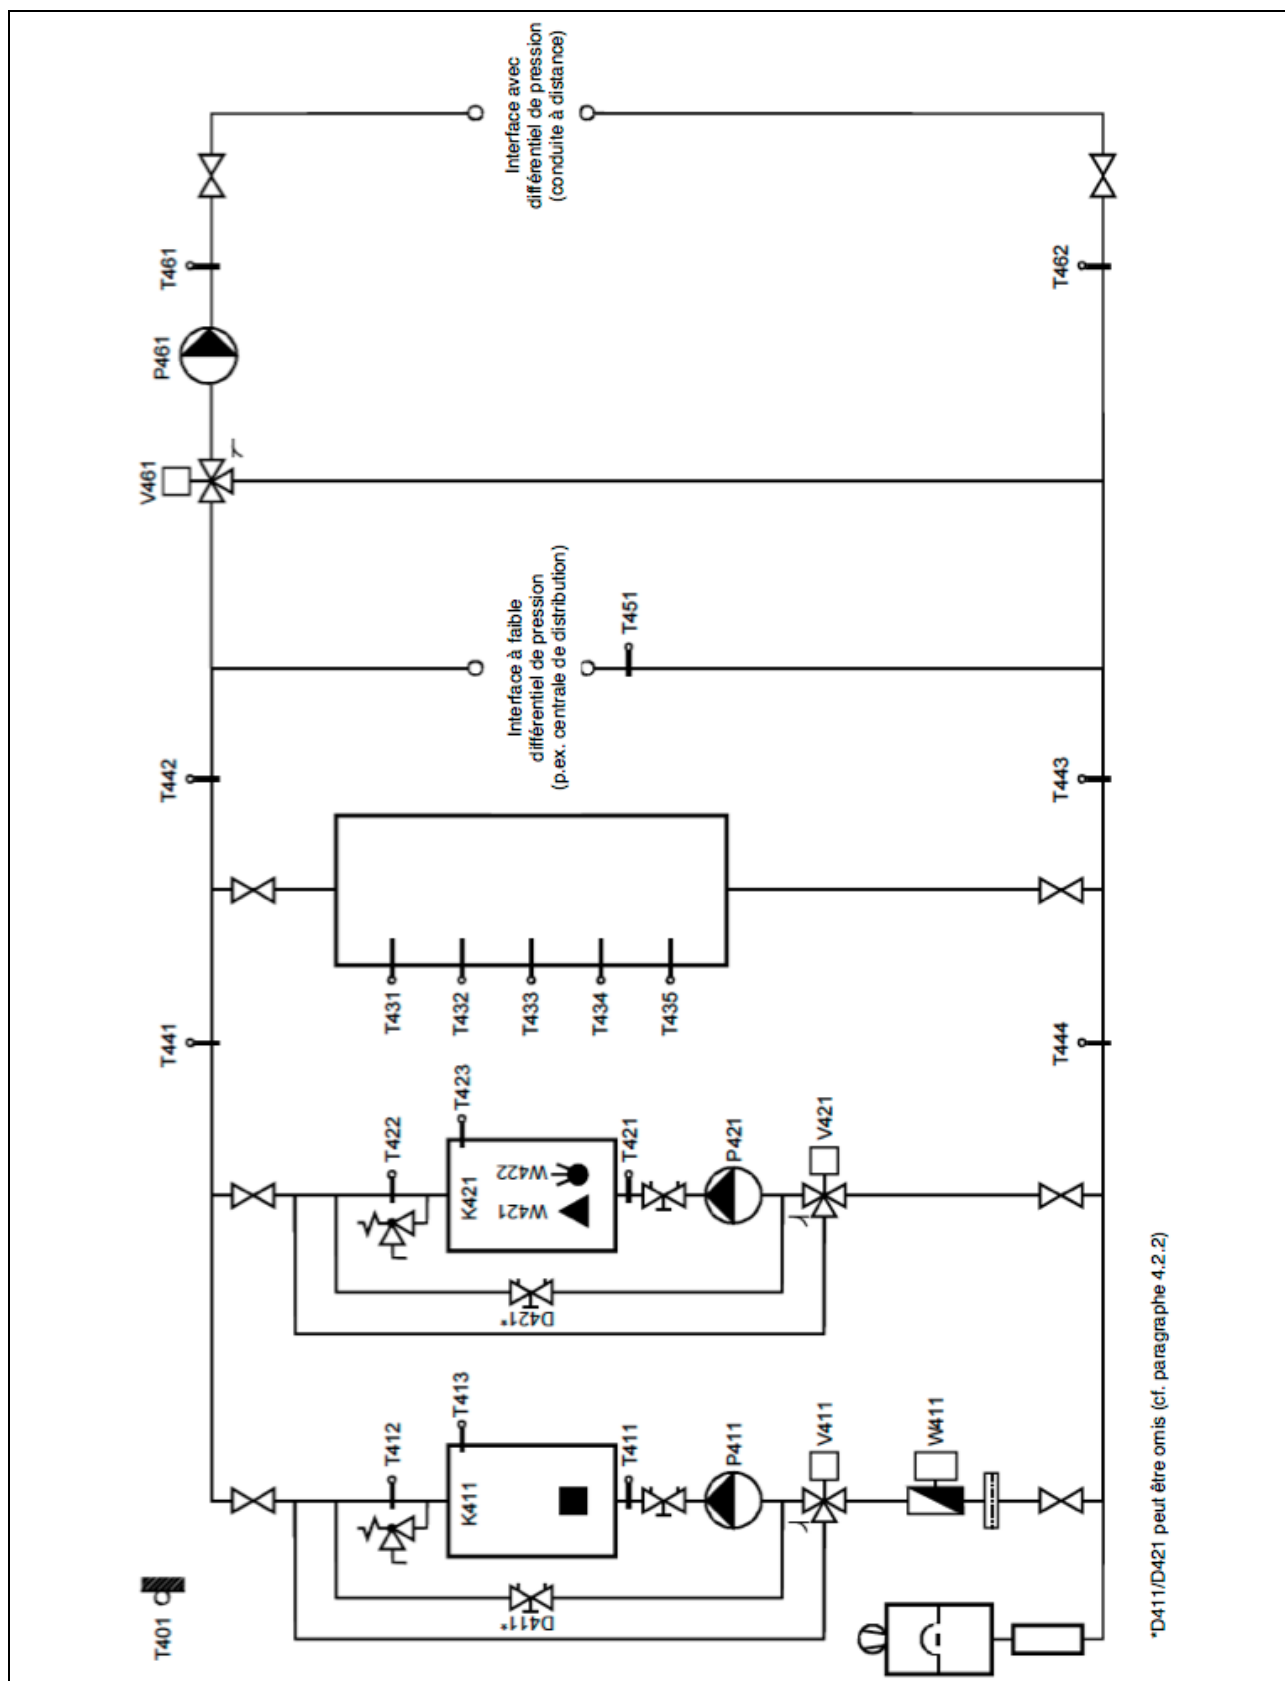 T401
T441
T442
V461
P461
T461
T412
T422
T431
K411
T413
K421
T423
T432
D411*
D421*
W421
W422
T433
Interface à faible
différentiel de pression
(p.ex. centrale de distribution)
Interface avec
différentiel de pression
(conduite à distance)
T434
T411
T421
T451
T435
P411
P421
V411
V421
W411
T444
T443
T462
*D411/D421 peut être omis (cf. paragraphe 4.2.2)